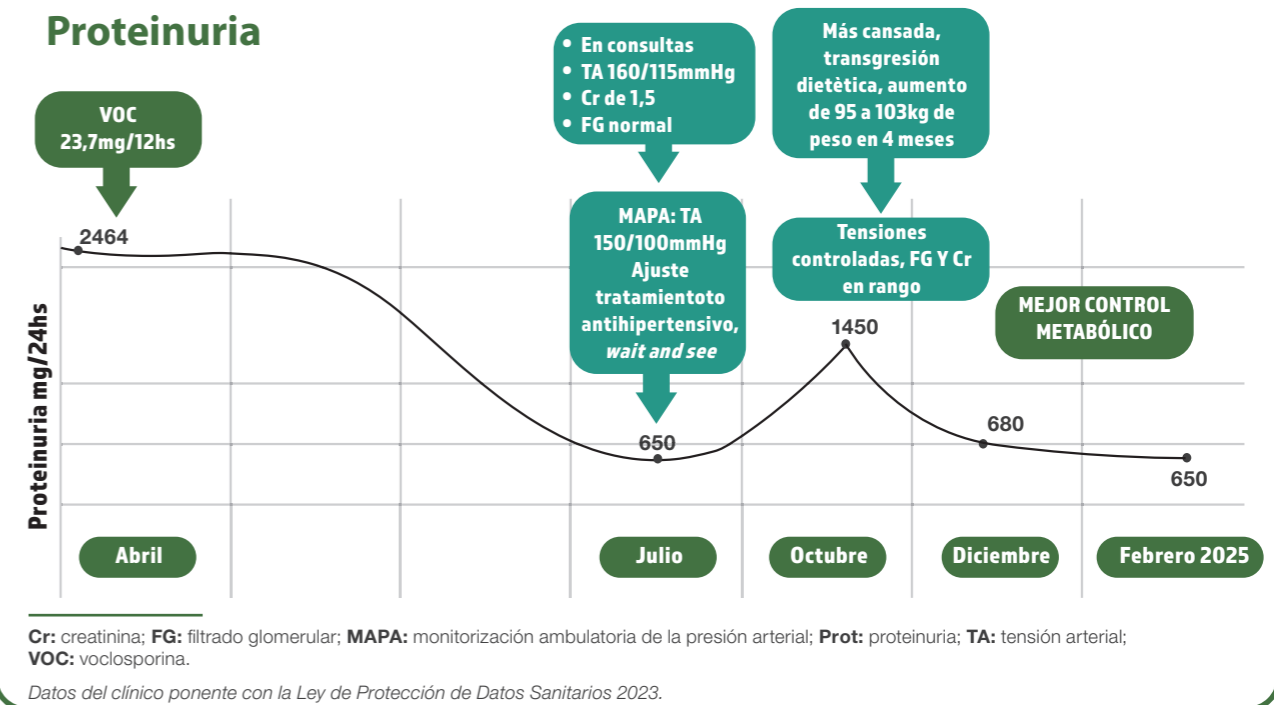 Proteinuria
VOC
23,7mg/12hs
• En consultas
• TA 160/115mmHg
• Cr de 1,5
• FG normal
Más cansada,
transgresión
dietètica, aumento
de 95 a 103kg de
peso en 4 meses
MAPA: TA
150/100mmHg
Ajuste
tratamientoto
antihipertensivo,
wait and see
Tensiones
controladas, FG Y Cr
en rango
MEJOR CONTROL
METABÓLICO
Proteinuria mg/24hs
2464
650
1450
680
650
Abril
Julio
Octubre
Diciembre
Febrero 2025
Cr: creatinina; FG: filtrado glomerular; MAPA: monitorización ambulatoria de la presión arterial; Prot: proteinuria; TA: tensión arterial;
VOC: voclosporina.
Datos del clínico ponente con la Ley de Protección de Datos Sanitarios 2023.